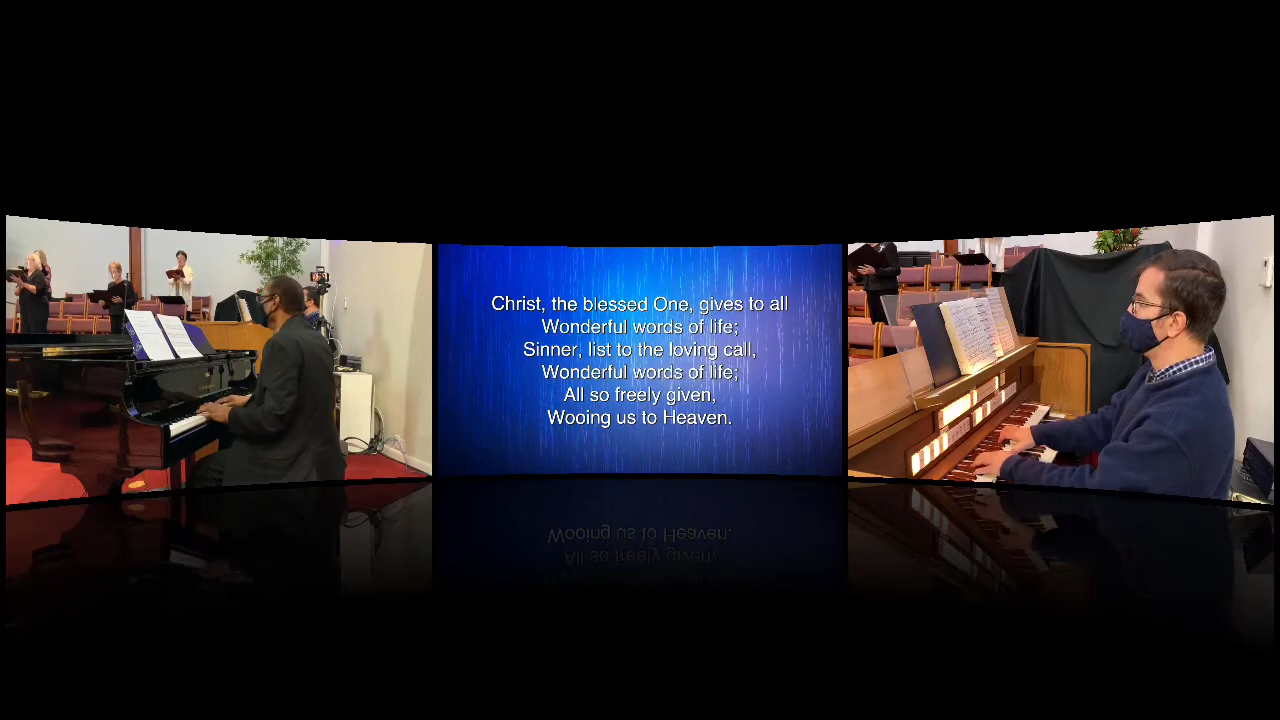 Christ, the blessed One, gives to all
Wonderful words of life;
Sinner, list to the loving call,
Wonderful words of life;
All so freely given,
Wooing us to Heaven.